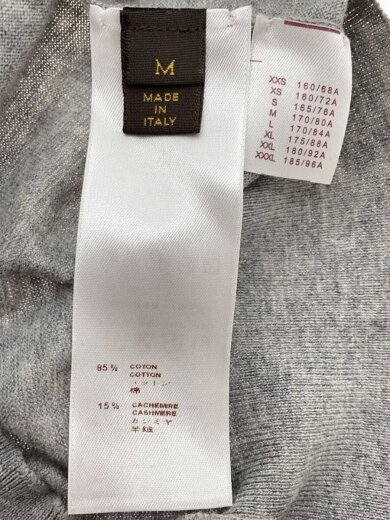 M
MADE
IN
ITALY
XXS 160/68A
XS 160/72A
S 165/76A
M 170/80A
L 170/84A
XL 175/88A
XXL 180/92A
XXXL 185/96A
85% COTON
COTTON
コットン
棉
15% CACHEMIRE
CASHMERE
カシミヤ
羊绒